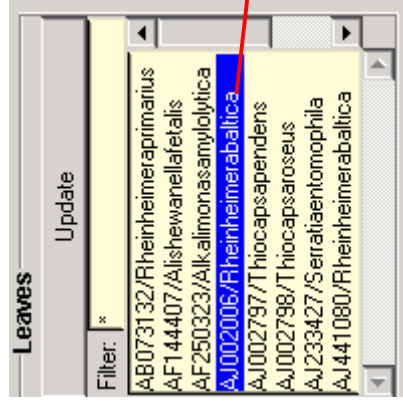 Leaves
Update
Filter: *
AB073132/Rheinheimeraprimarius
AF144407/Alishewanellafetalis
AF250323/Alkalimonasamylolytica
AJ002006/Rheinheimerabaltica
AJ002797/Thiocapsapendens
AJ002798/Thiocapsaroseus
AJ233427/Serratiaentomophila
AJ441080/Rheinheimerabaltica